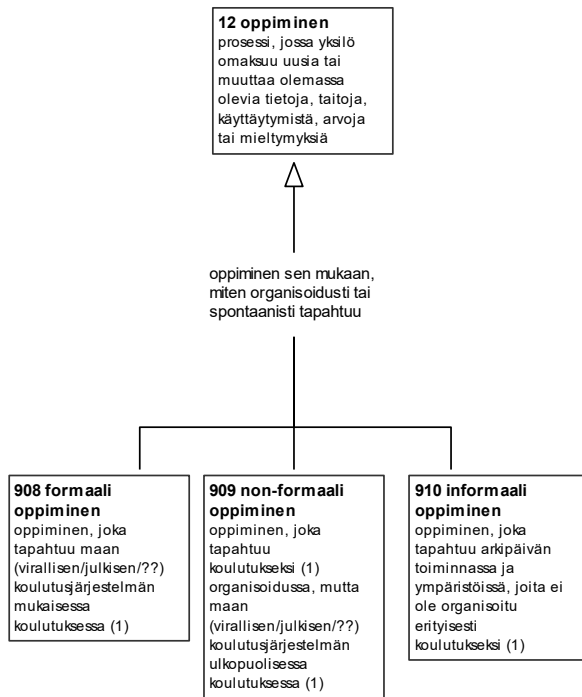 12 oppiminen
prosessi, jossa yksilö
omaksuu uusia tai
muuttaa olemassa
olevia tietoja, taitoja,
käyttäytymistä, arvoja
tai mieltymyksiä
oppiminen sen mukaan,
miten organisoidusti tai
spontaanisti tapahtuu
908 formaali
oppiminen
oppiminen, joka
tapahtuu maan
(virallisen/julkisen/??)
koulutusjärjestelmän
mukaisessa
koulutuksessa (1)
909 non-formaali
oppiminen
oppiminen, joka
tapahtuu
koulutukseksi (1)
organisoidussa, mutta
maan
(virallisen/julkisen/??)
koulutusjärjestelmän
ulkopuolisessa
koulutuksessa (1)
910 informaali
oppiminen
oppiminen, joka
tapahtuu arkipäivän
toiminnassa ja
ympäristöissä, joita ei
ole organisoitu
erityisesti
koulutukseksi (1)